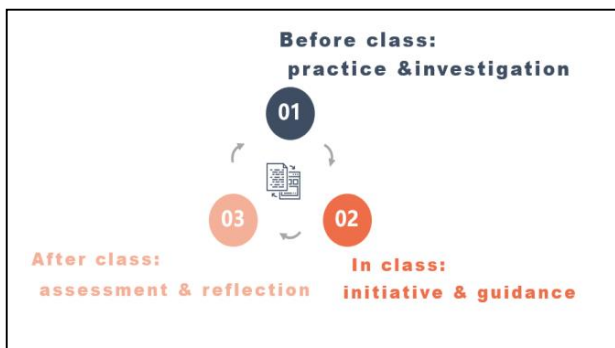 Before class:
practice &investigation
01
03
02
After class:
assessment & reflection
In class:
initiative & guidance